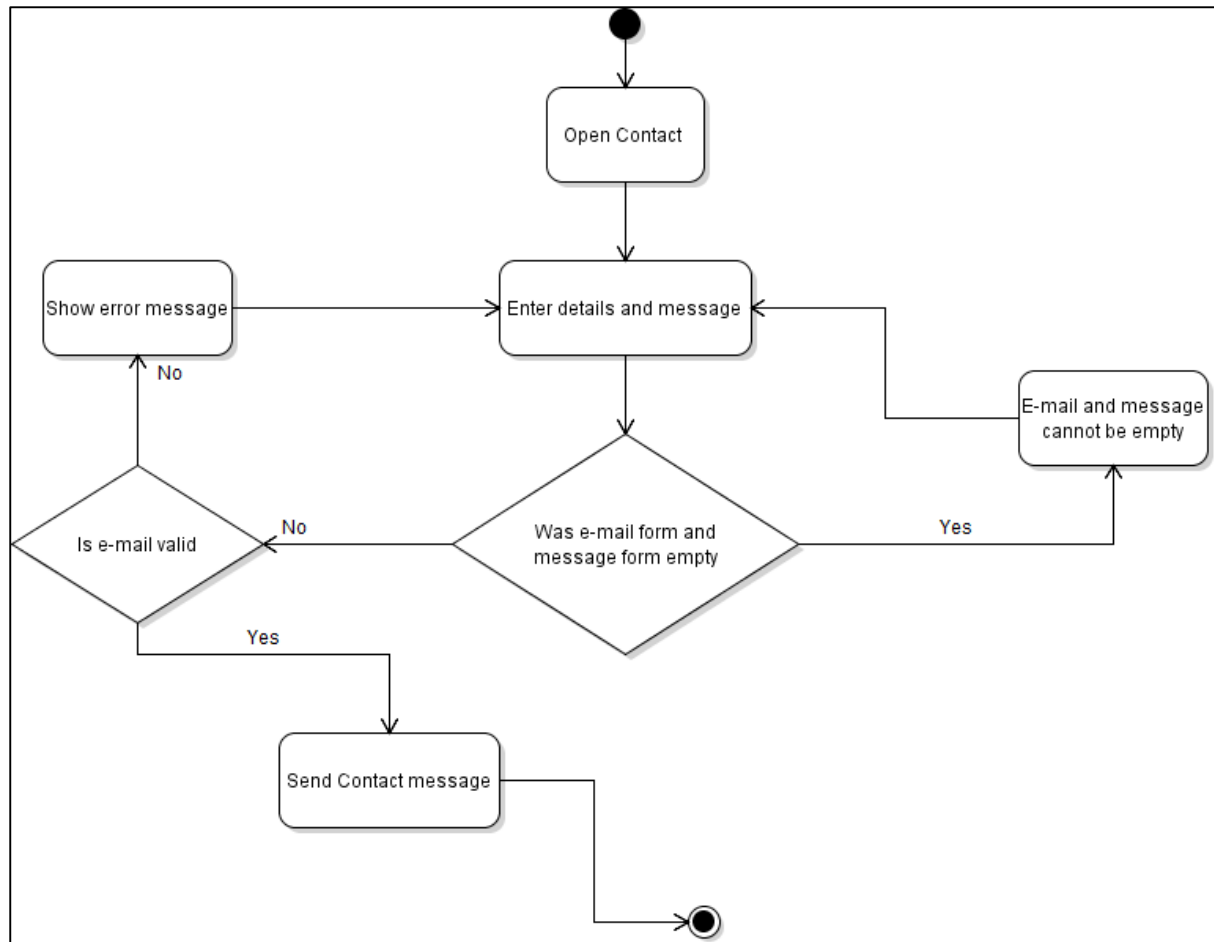 Open Contact
Show error message
Enter details and message
No
E-mail and message
cannot be empty
Is e-mail valid
No
Was e-mail form and
message form empty
Yes
Yes
Send Contact message